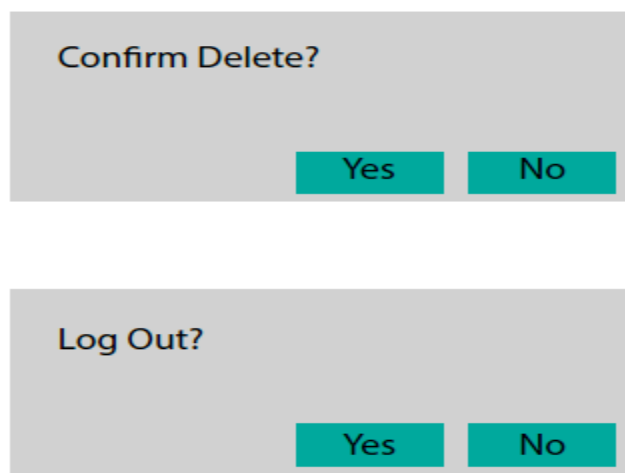 Confirm Delete?
Yes No
Log Out?
Yes No